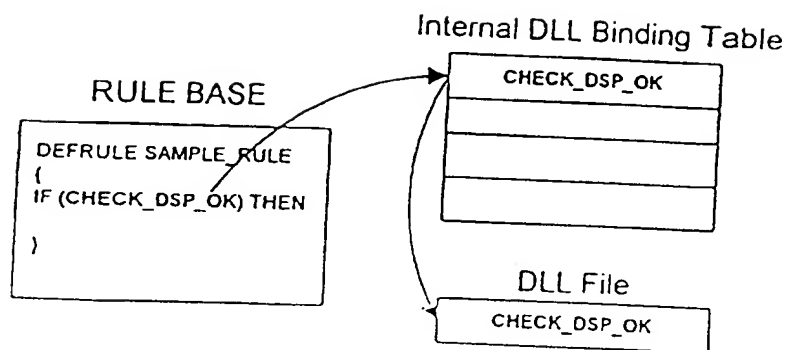 Internal DLL Binding Table
CHECK_DSP_OK
RULE BASE
DEFRULE SAMPLE_RULE
{
IF (CHECK_DSP_OK) THEN
}
DLL File
CHECK_DSP_OK